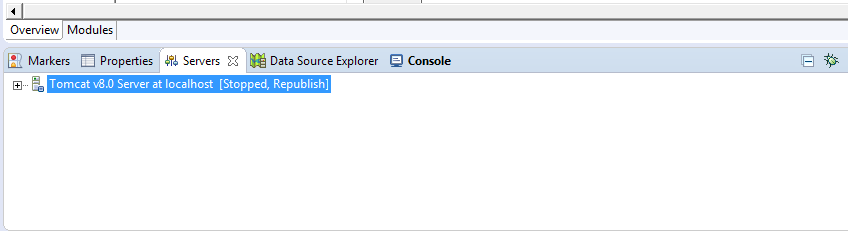 Overview Modules
Markers Properties Servers Data Source Explorer Console
Tomcat v8.0 Server at localhost [Stopped, Republish]